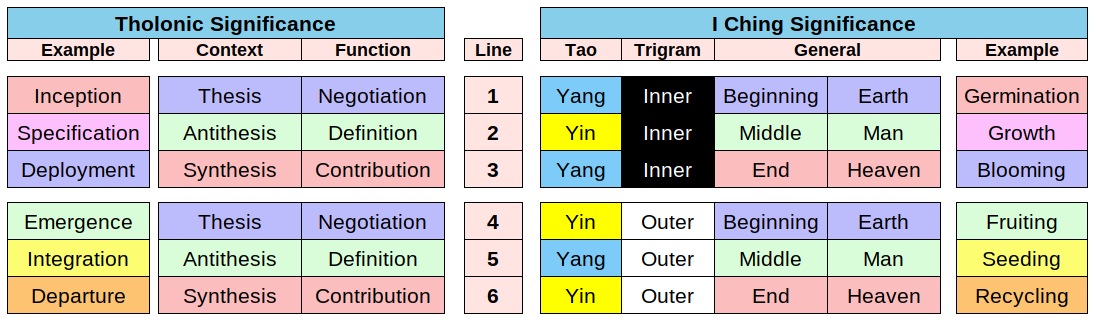 Tholonic Significance I Ching Significance
Example Context Function Line Tao Trigram General Example
Inception Thesis Negotiation 1 Yang Inner Beginning Earth Germination
Specification Antithesis Definition 2 Yin Inner Middle Man Growth
Deployment Synthesis Contribution 3 Yang Inner End Heaven Blooming
Emergence Thesis Negotiation 4 Yin Outer Beginning Earth Fruiting
Integration Antithesis Definition 5 Yang Outer Middle Man Seeding
Departure Synthesis Contribution 6 Yin Outer End Heaven Recycling